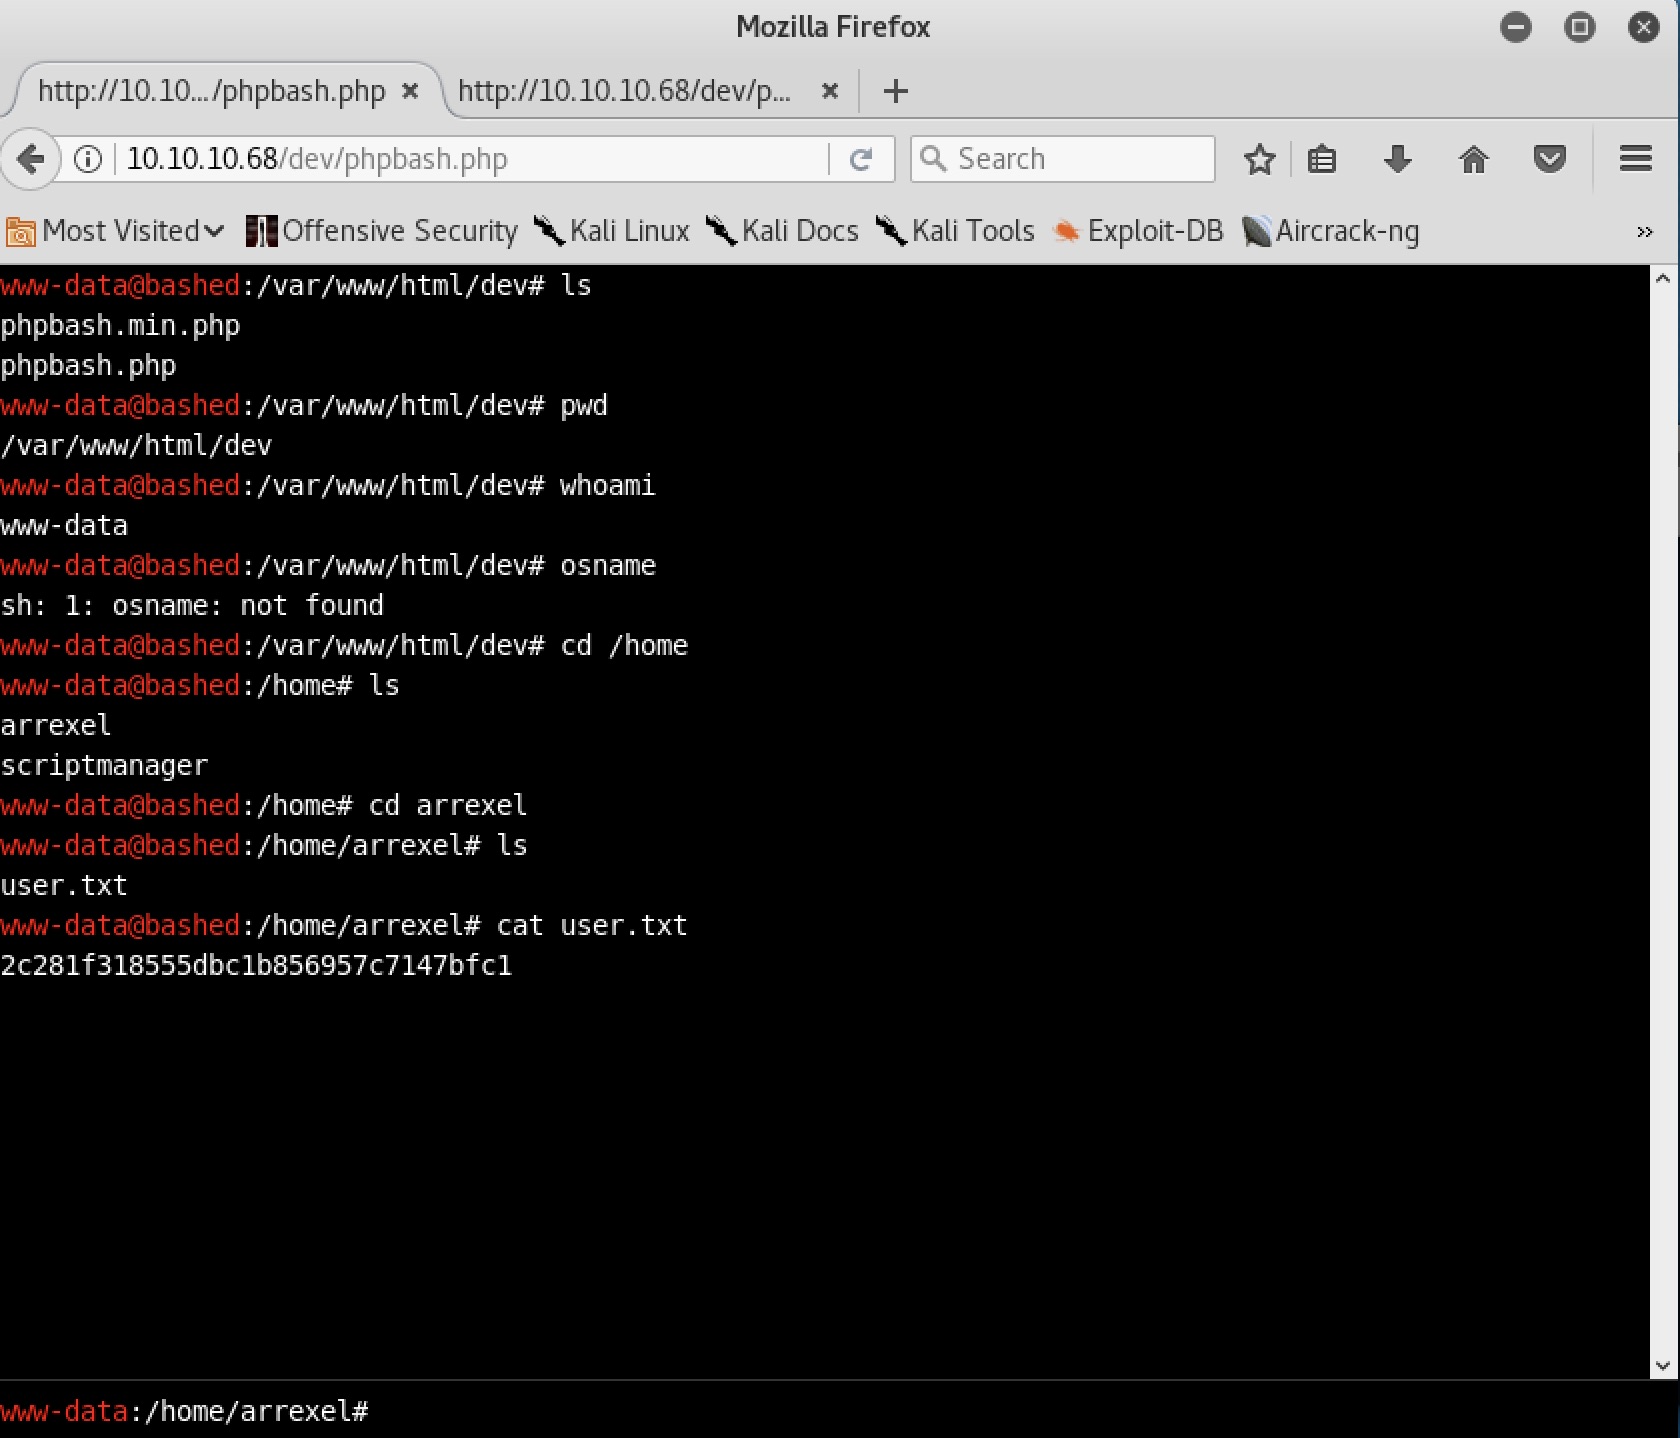 Mozilla Firefox
http://10.10.../phpbash.php
http://10.10.10.68/dev/p...
10.10.10.68/dev/phpbash.php
Search
Most Visited
Offensive Security
Kali Linux
Kali Docs
Kali Tools
Exploit-DB
Aircrack-ng
www-data@bashed:/var/www/html/dev# ls
phpbash.min.php
phpbash.php
www-data@bashed:/var/www/html/dev# pwd
/var/www/html/dev
www-data@bashed:/var/www/html/dev# whoami
www-data
www-data@bashed:/var/www/html/dev# osname
sh: 1: osname: not found
www-data@bashed:/var/www/html/dev# cd /home
www-data@bashed:/home# ls
arrexel
scriptmanager
www-data@bashed:/home# cd arrexel
www-data@bashed:/home/arrexel# ls
user.txt
www-data@bashed:/home/arrexel# cat user.txt
2c281f318555dbc1b856957c7147bfc1
www-data:/home/arrexel#